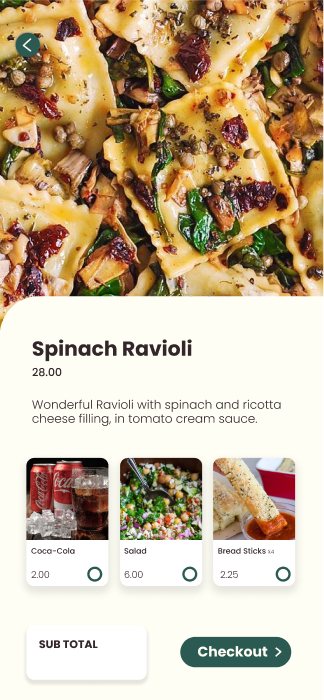 Spinach Ravioli
28.00
Wonderful Ravioli with spinach and ricotta
cheese filling, in tomato cream sauce.
Coca-Cola
2.00
Salad
6.00
Bread Sticks x4
2.25
SUB TOTAL
Checkout